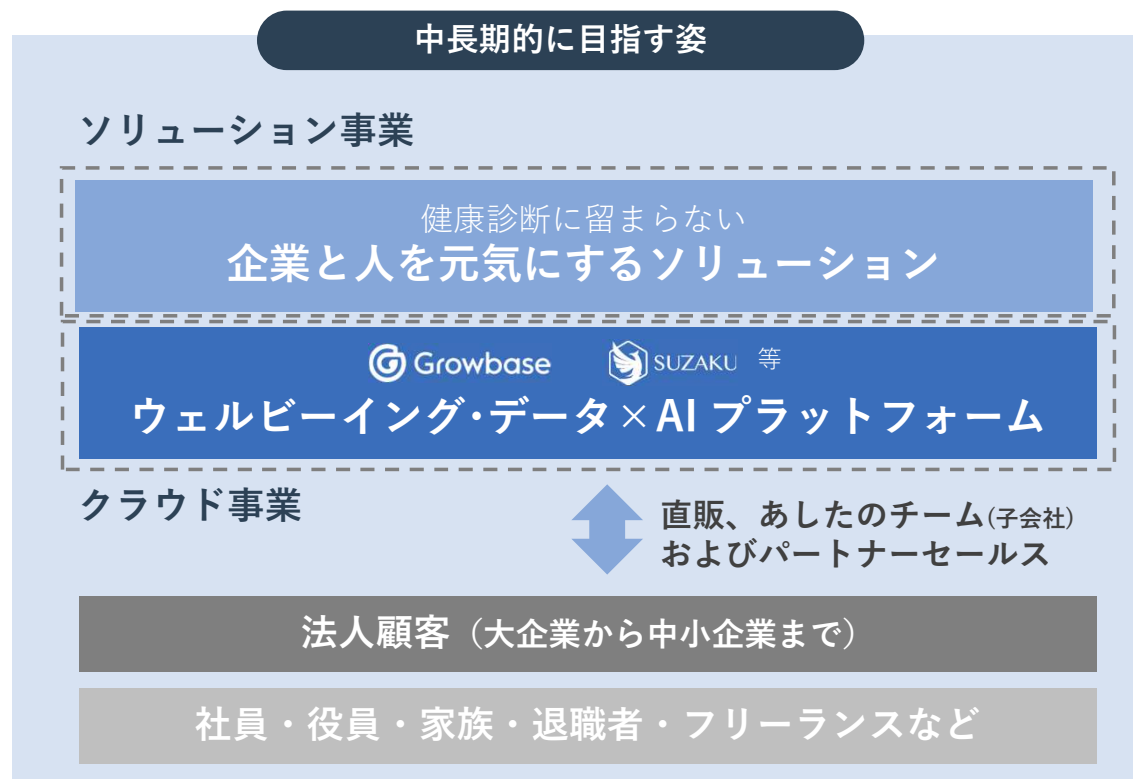 中長期的に目指す姿
ソリューション事業
健康診断に留まらない
企業と人を元気にするソリューション
Growbase SUZAKU 等
ウェルビーイング・データ×AI プラットフォーム
クラウド事業
直販、あしたのチーム(子会社)
およびパートナーセールス
法人顧客（大企業から中小企業まで）
社員・役員・家族・退職者・フリーランスなど